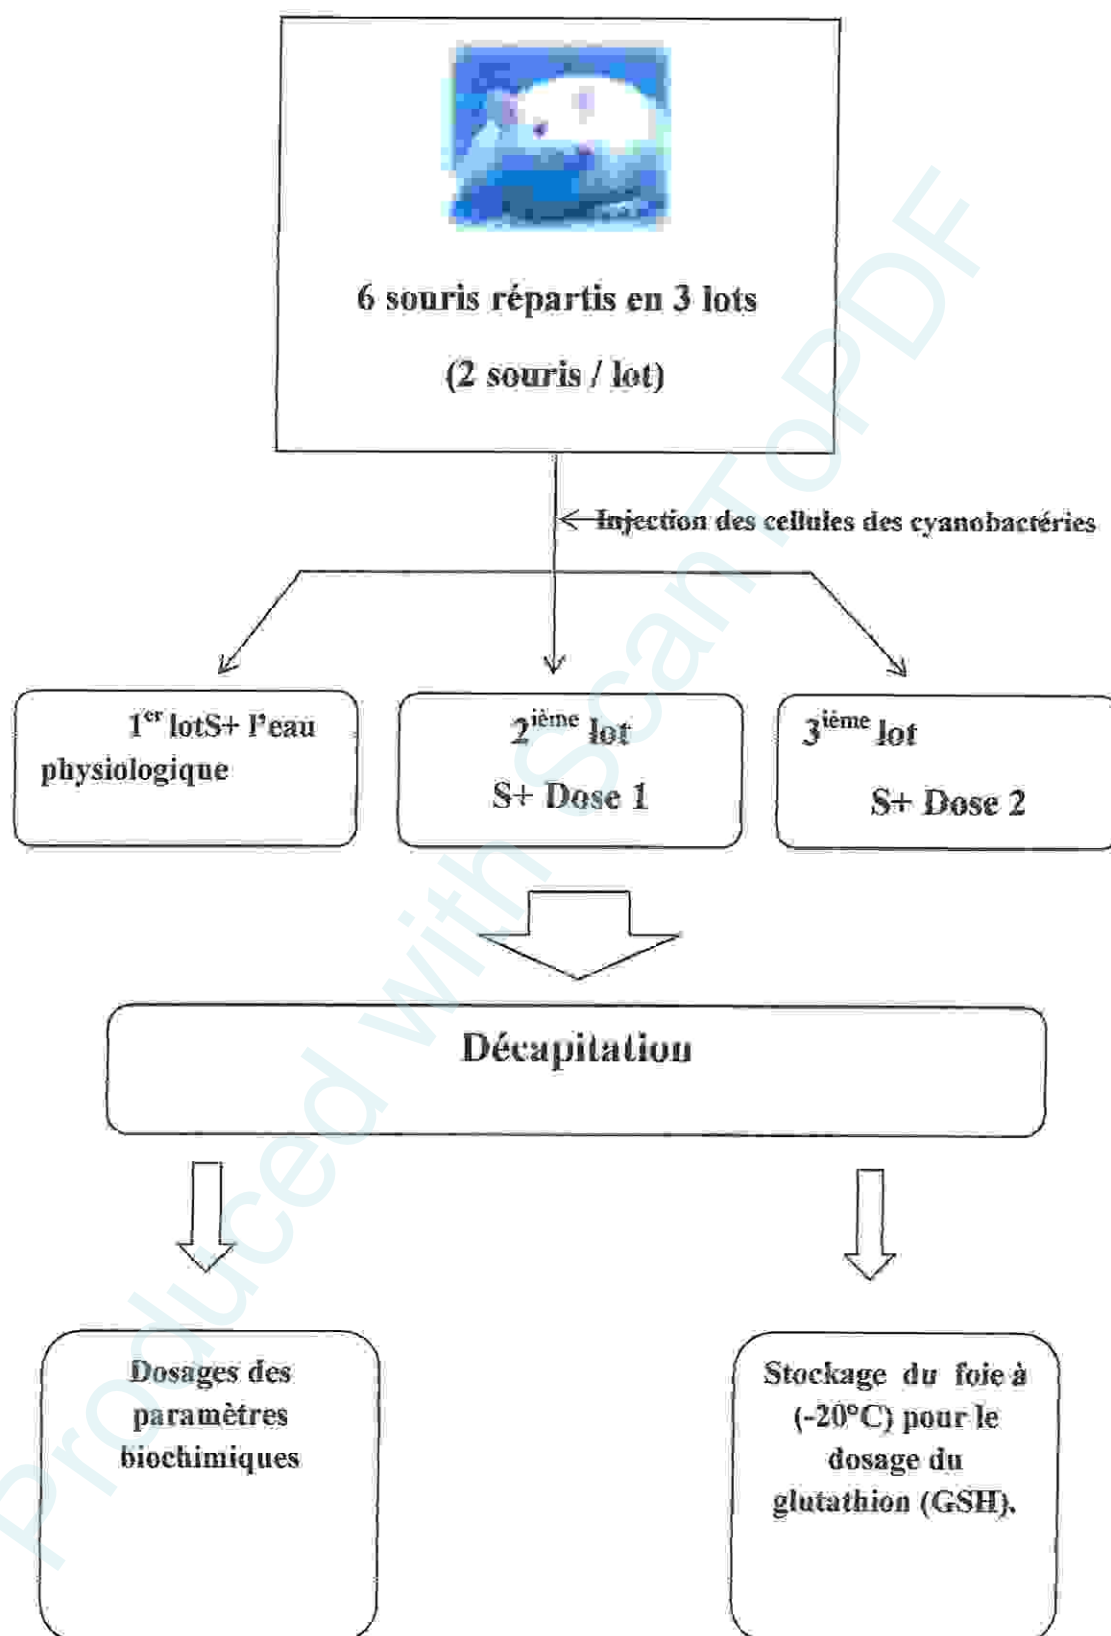 6 souris répartis en 3 lots
(2 souris / lot)
Injection des cellules des cyanobactéries
1er lotS+ l'eau
physiologique
2ième lot
S+ Dose 1
3ième lot
S+ Dose 2
Décapitation
Dosages des
paramètres
biochimiques
Stockage du foie à
(-20°C) pour le
dosage du
glutathion (GSH).
Produced with ScanToPDF